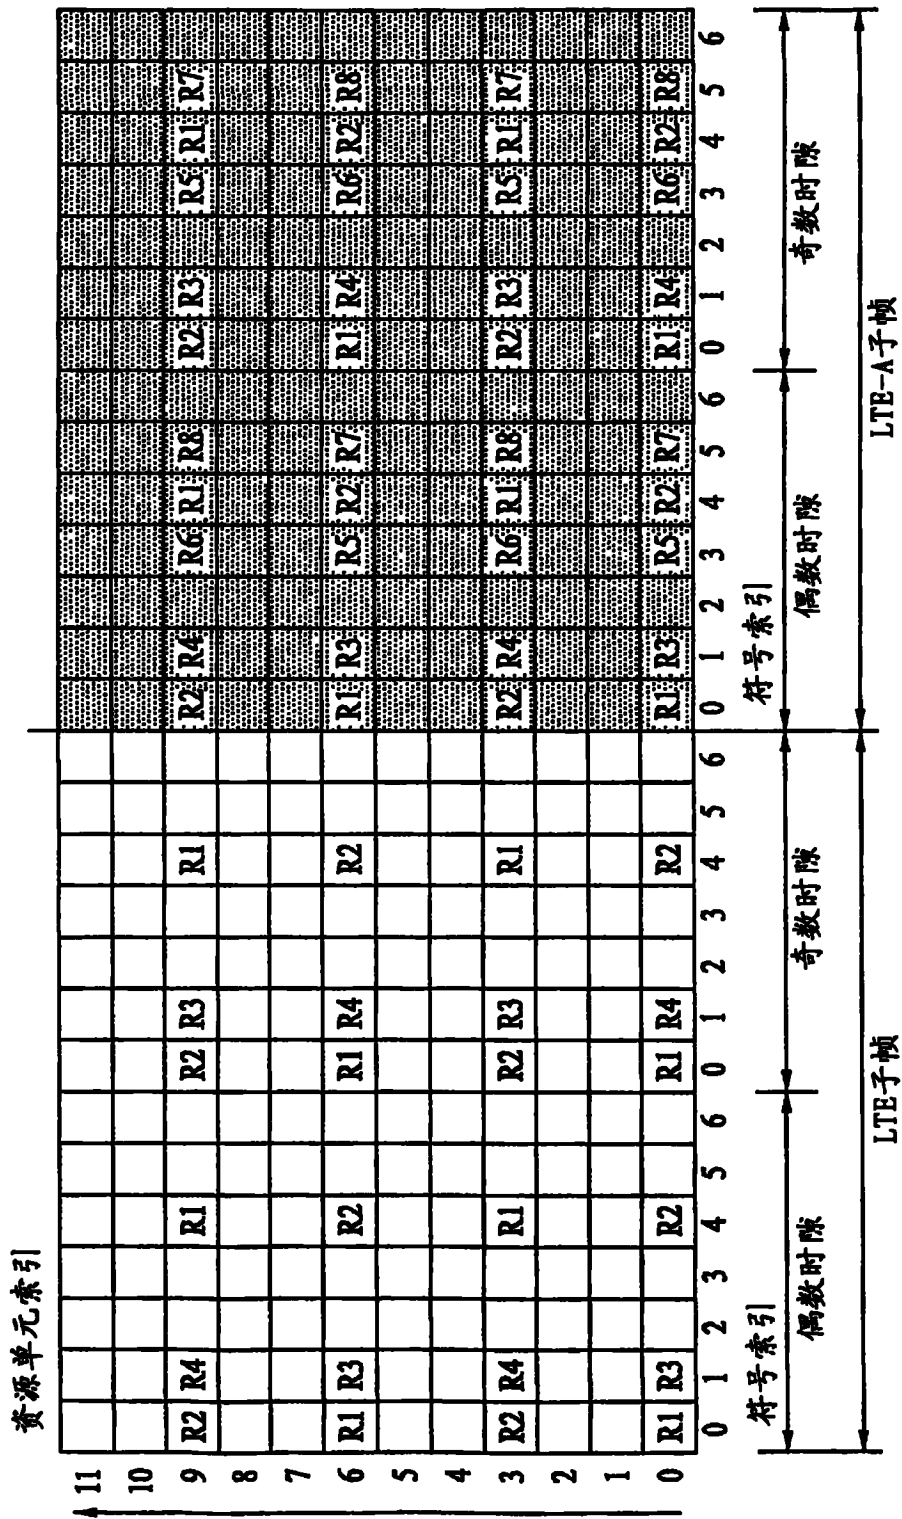 资源单元索引
11
10
9 R2 R4 R1 R2 R3 R1 R2 R4 R6 R1 R8 R2 R3 R5 R1 R7
8
7
6 R1 R3 R2 R1 R4 R2 R1 R3 R5 R2 R7 R1 R4 R6 R2 R8
5
4
3 R2 R4 R1 R2 R3 R1 R2 R4 R6 R1 R8 R2 R3 R5 R1 R7
2
1
0 R1 R3 R2 R1 R4 R2 R1 R3 R5 R2 R7 R1 R4 R6 R2 R8
0 1 2 3 4 5 6 0 1 2 3 4 5 6 0 1 2 3 4 5 6 0 1 2 3 4 5 6
符号索引 符号索引
偶数时隙 奇数时隙 偶数时隙 奇数时隙
LTE子帧 LTE-A子帧